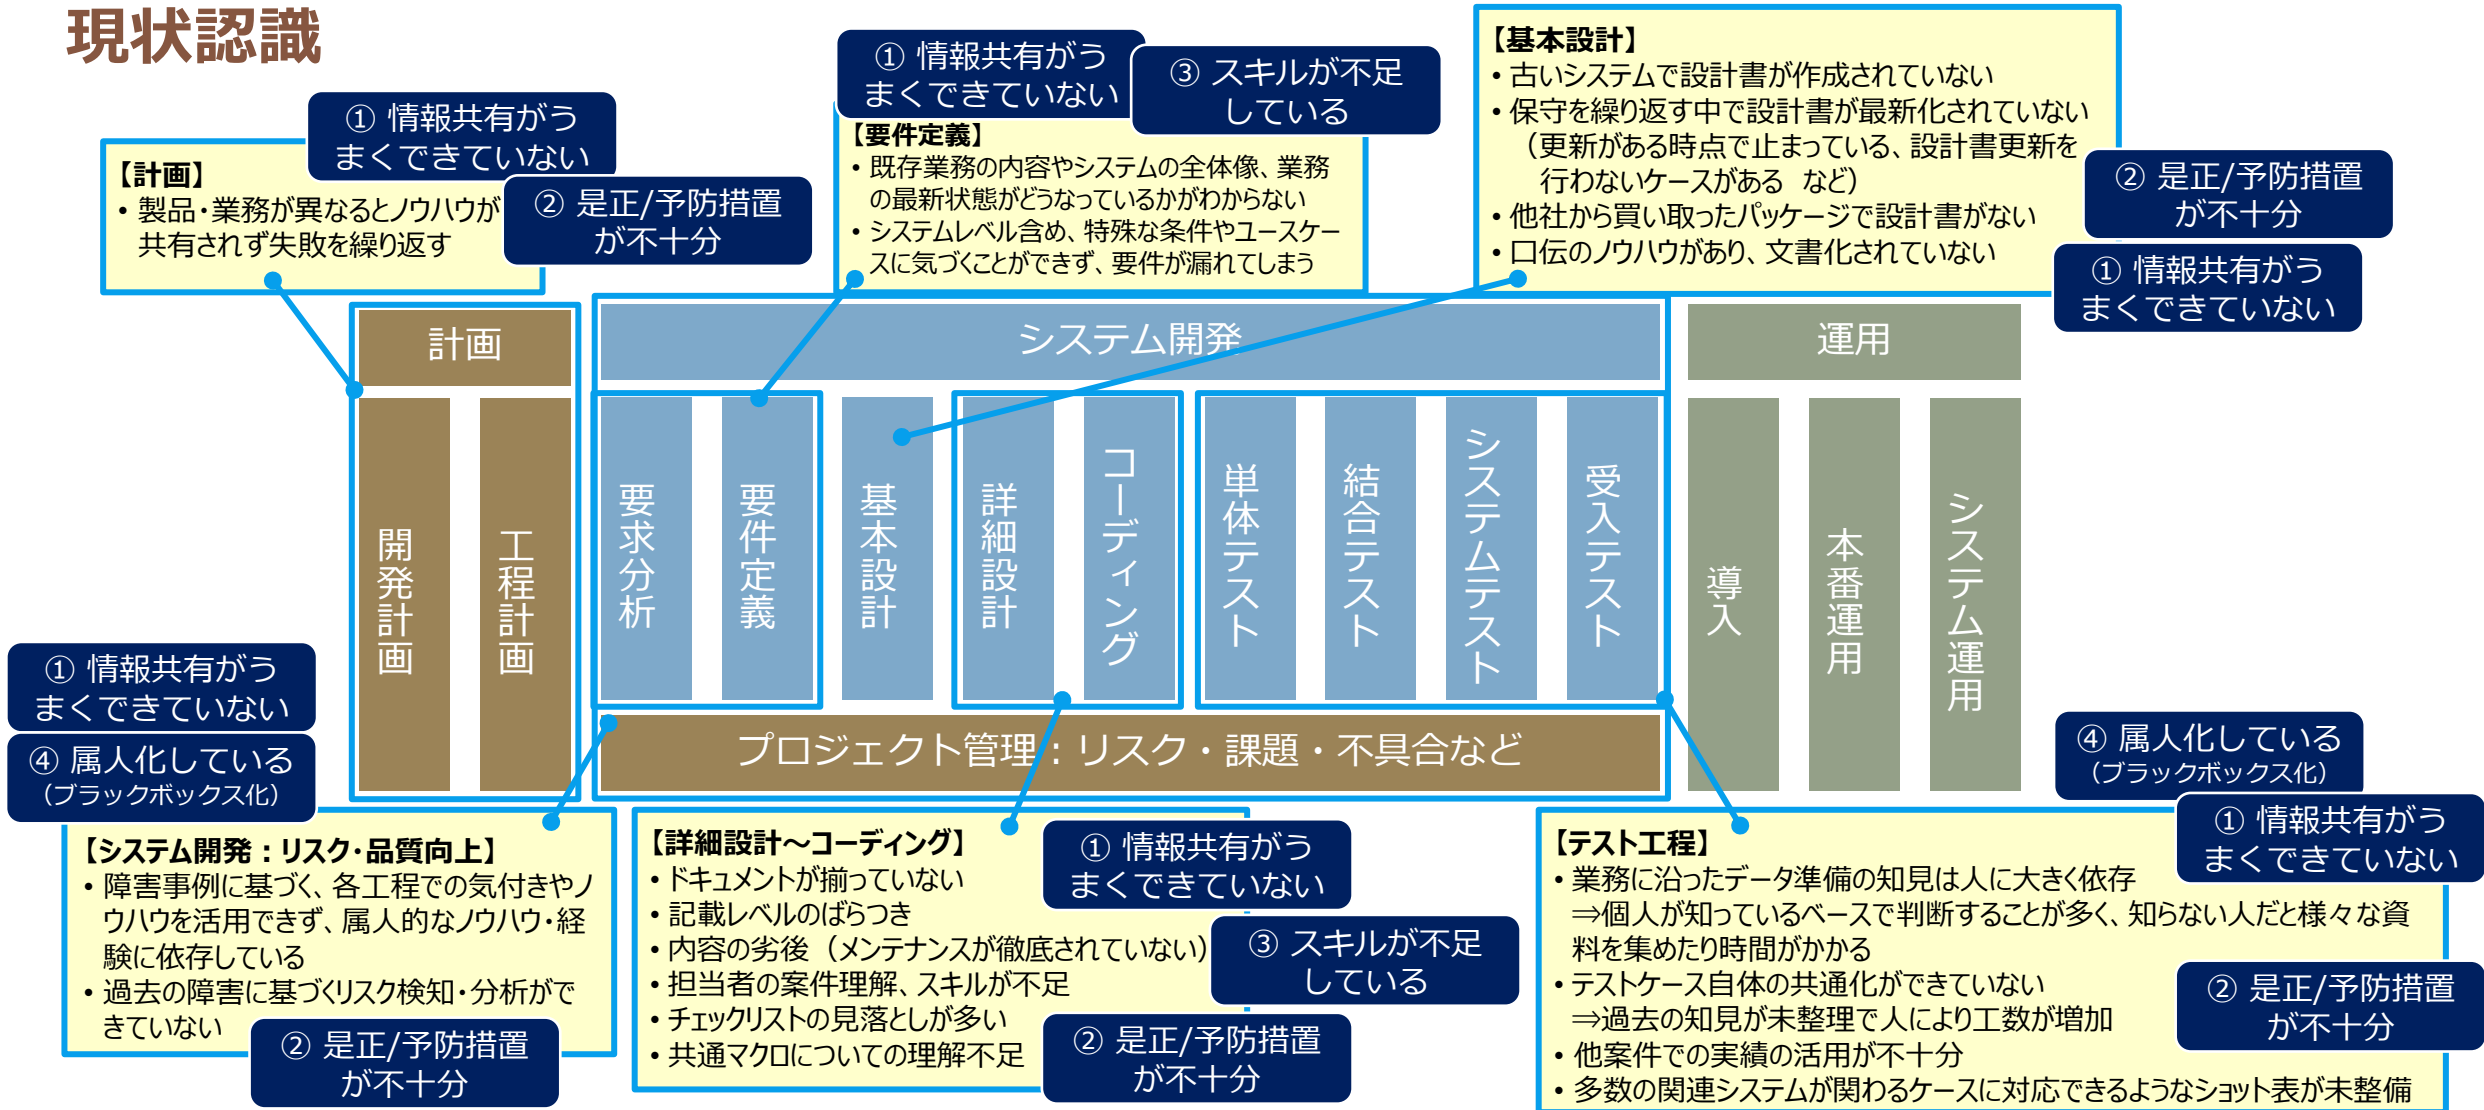 現状認識
① 情報共有がう
まくできていない
② 是正/予防措置
が不十分
【計画】
• 製品・業務が異なるとノウハウが
共有されず失敗を繰り返す
① 情報共有がう
まくできていない
③ スキルが不足
している
【要件定義】
• 既存業務の内容やシステムの全体像、業務
の最新状態がどうなっているかがわからない
• システムレベル含め、特殊な条件やユースケー
スに気づくことができず、要件が漏れてしまう
【基本設計】
• 古いシステムで設計書が作成されていない
• 保守を繰り返す中で設計書が最新化されていない
（更新がある時点で止まっている、設計書更新を
行わないケースがある　など）
• 他社から買い取ったパッケージで設計書がない
• 口伝のノウハウがあり、文書化されていない
② 是正/予防措置
が不十分
① 情報共有がう
まくできていない
計画
システム開発
運用
開発計画
工程計画
要求分析
要件定義
基本設計
詳細設計
コーディング
単体テスト
結合テスト
システムテスト
受入テスト
導入
本番運用
システム運用
プロジェクト管理：リスク・課題・不具合など
① 情報共有がう
まくできていない
④ 属人化している
（ブラックボックス化）
【システム開発：リスク・品質向上】
• 障害事例に基づく、各工程での気付きやノ
ウハウを活用できず、属人的なノウハウ・経
験に依存している
• 過去の障害に基づくリスク検知・分析がで
きていない
② 是正/予防措置
が不十分
【詳細設計～コーディング】
• ドキュメントが揃っていない
• 記載レベルのばらつき
• 内容の劣後（メンテナンスが徹底されていない）
• 担当者の案件理解、スキルが不足
• チェックリストの見落としが多い
• 共通マクロについての理解不足
① 情報共有がう
まくできていない
③ スキルが不足
している
② 是正/予防措置
が不十分
④ 属人化している
（ブラックボックス化）
① 情報共有がう
まくできていない
【テスト工程】
• 業務に沿ったデータ準備の知見は人に大きく依存
⇒個人が知っているベースで判断することが多く、知らない人だと様々な資
料を集めたり時間がかかる
• テストケース自体の共通化ができていない
⇒過去の知見が未整理で人により工数が増加
• 他案件での実績の活用が不十分
• 多数の関連システムが関わるケースに対応できるようなショット表が未整備
② 是正/予防措置
が不十分